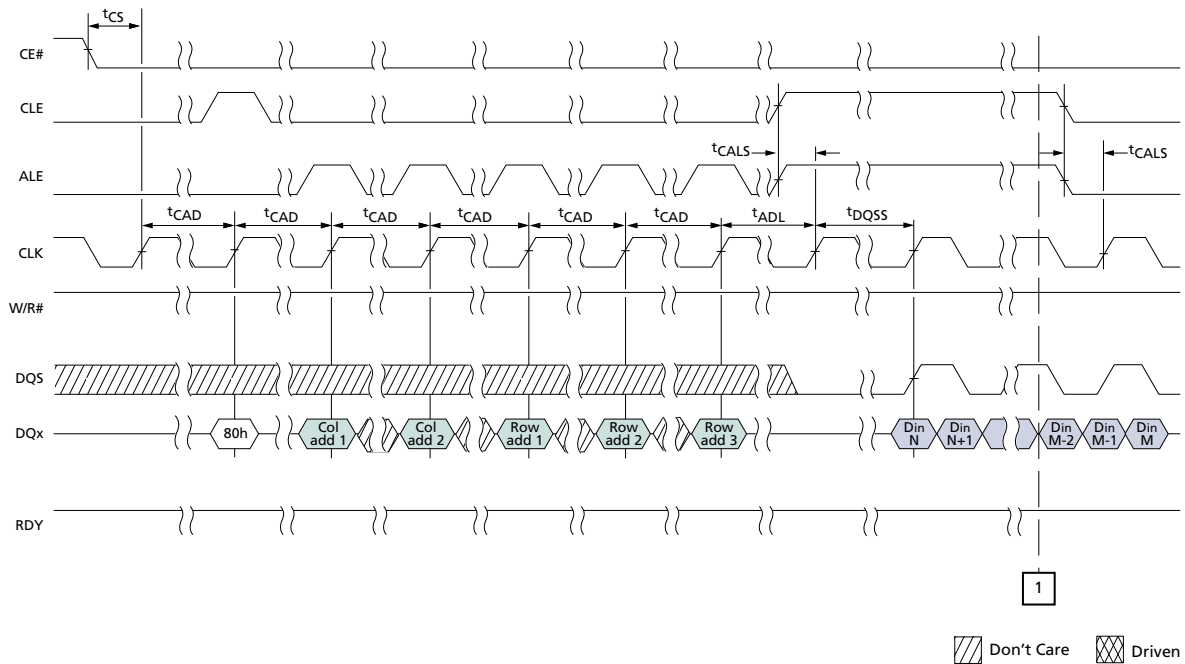 tCS
CE#
CLE
tCALS
tCALS
ALE
tCAD
tCAD
tCAD
tCAD
tCAD
tCAD
tADL
tDQSS
CLK
W/R#
DQS
DQx
80h
Col add 1
Col add 2
Row add 1
Row add 2
Row add 3
Din N
Din N+1
Din M-2
Din M-1
Din M
RDY
1
Don't Care
Driven